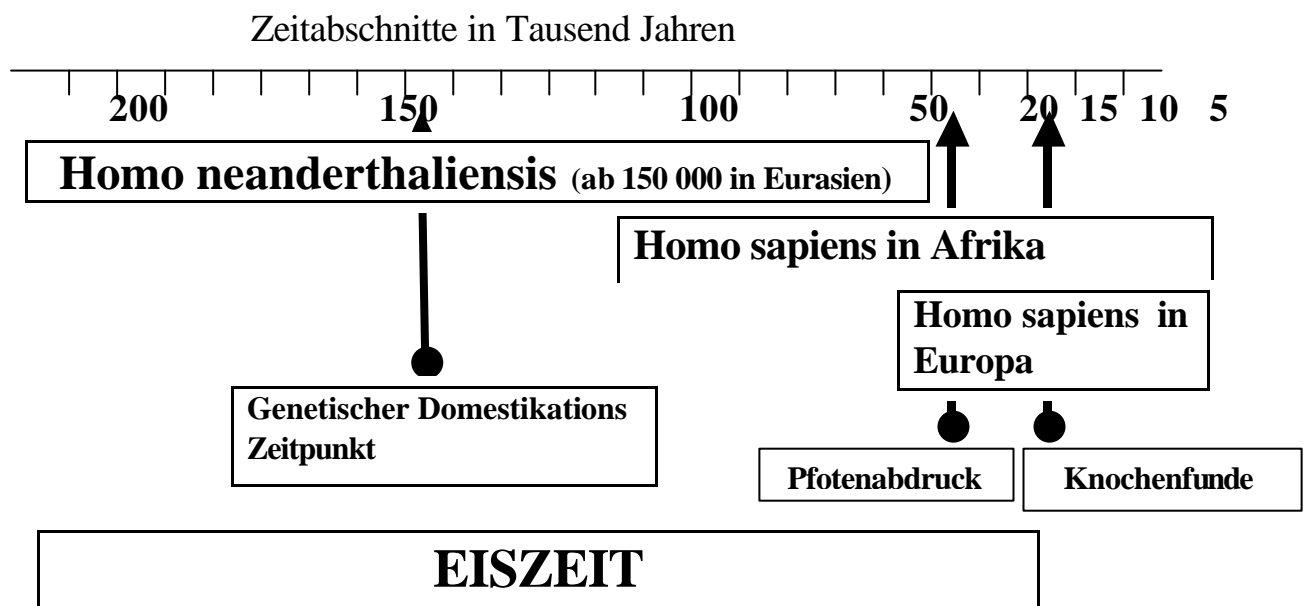 Zeitabschnitte in Tausend Jahren
200 150 100 50 20 15 10 5
Homo neanderthaliensis (ab 150 000 in Eurasien)
Homo sapiens in Afrika
Homo sapiens in
Europa
Genetischer Domestikations
Zeitpunkt
Pfotenabdruck
Knochenfunde
EISZEIT